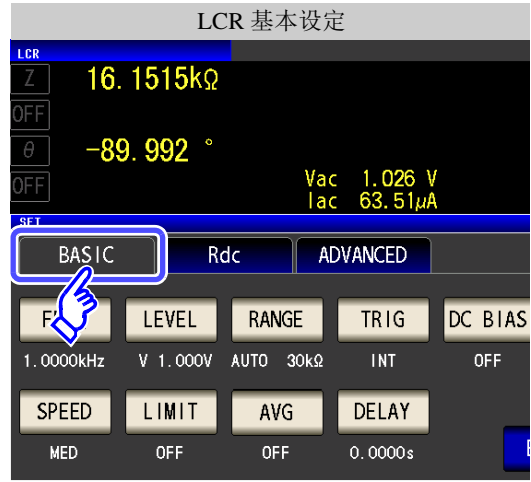 LCR 基本设定
LCR
Z 16.1515kΩ
OFF
θ -89.992 °
OFF
Vac 1.026 V
Iac 63.51μA
SET
BASIC Rdc ADVANCED
LEVEL RANGE TRIG DC BIAS
1.0000kHz V 1.000V AUTO 30kΩ INT OFF
SPEED LIMIT AVG DELAY
MED OFF OFF 0.0000s